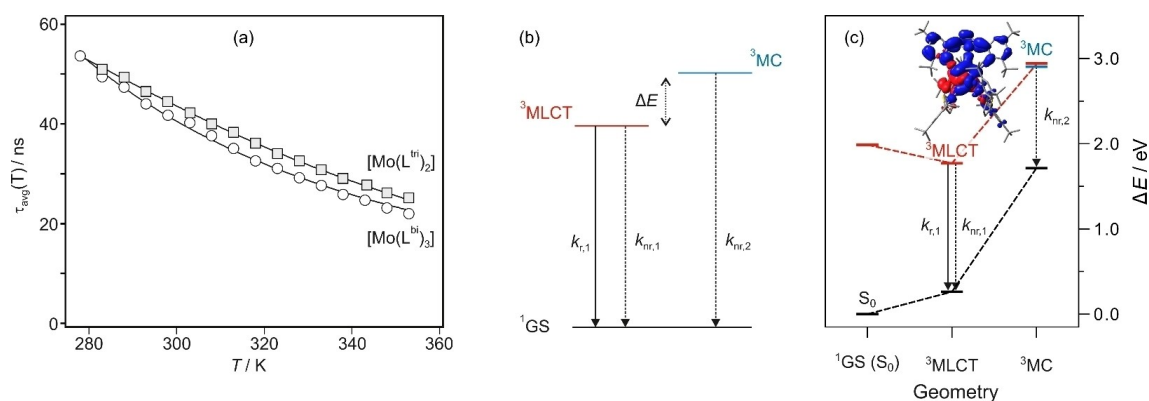 (a)
60
40
20
0
τavg(T) / ns
[Mo(Ltri)2]
[Mo(Lbi)3]
280
300
320
340
360
T / K
(b)
3MC
ΔE
3MLCT
kr,1
knr,1
knr,2
1GS
(c)
3MC
3.0
knr,2
3MLCT
2.0
ΔE / eV
kr,1
knr,1
1.0
S0
0.0
1GS (S0)
3MLCT
3MC
Geometry